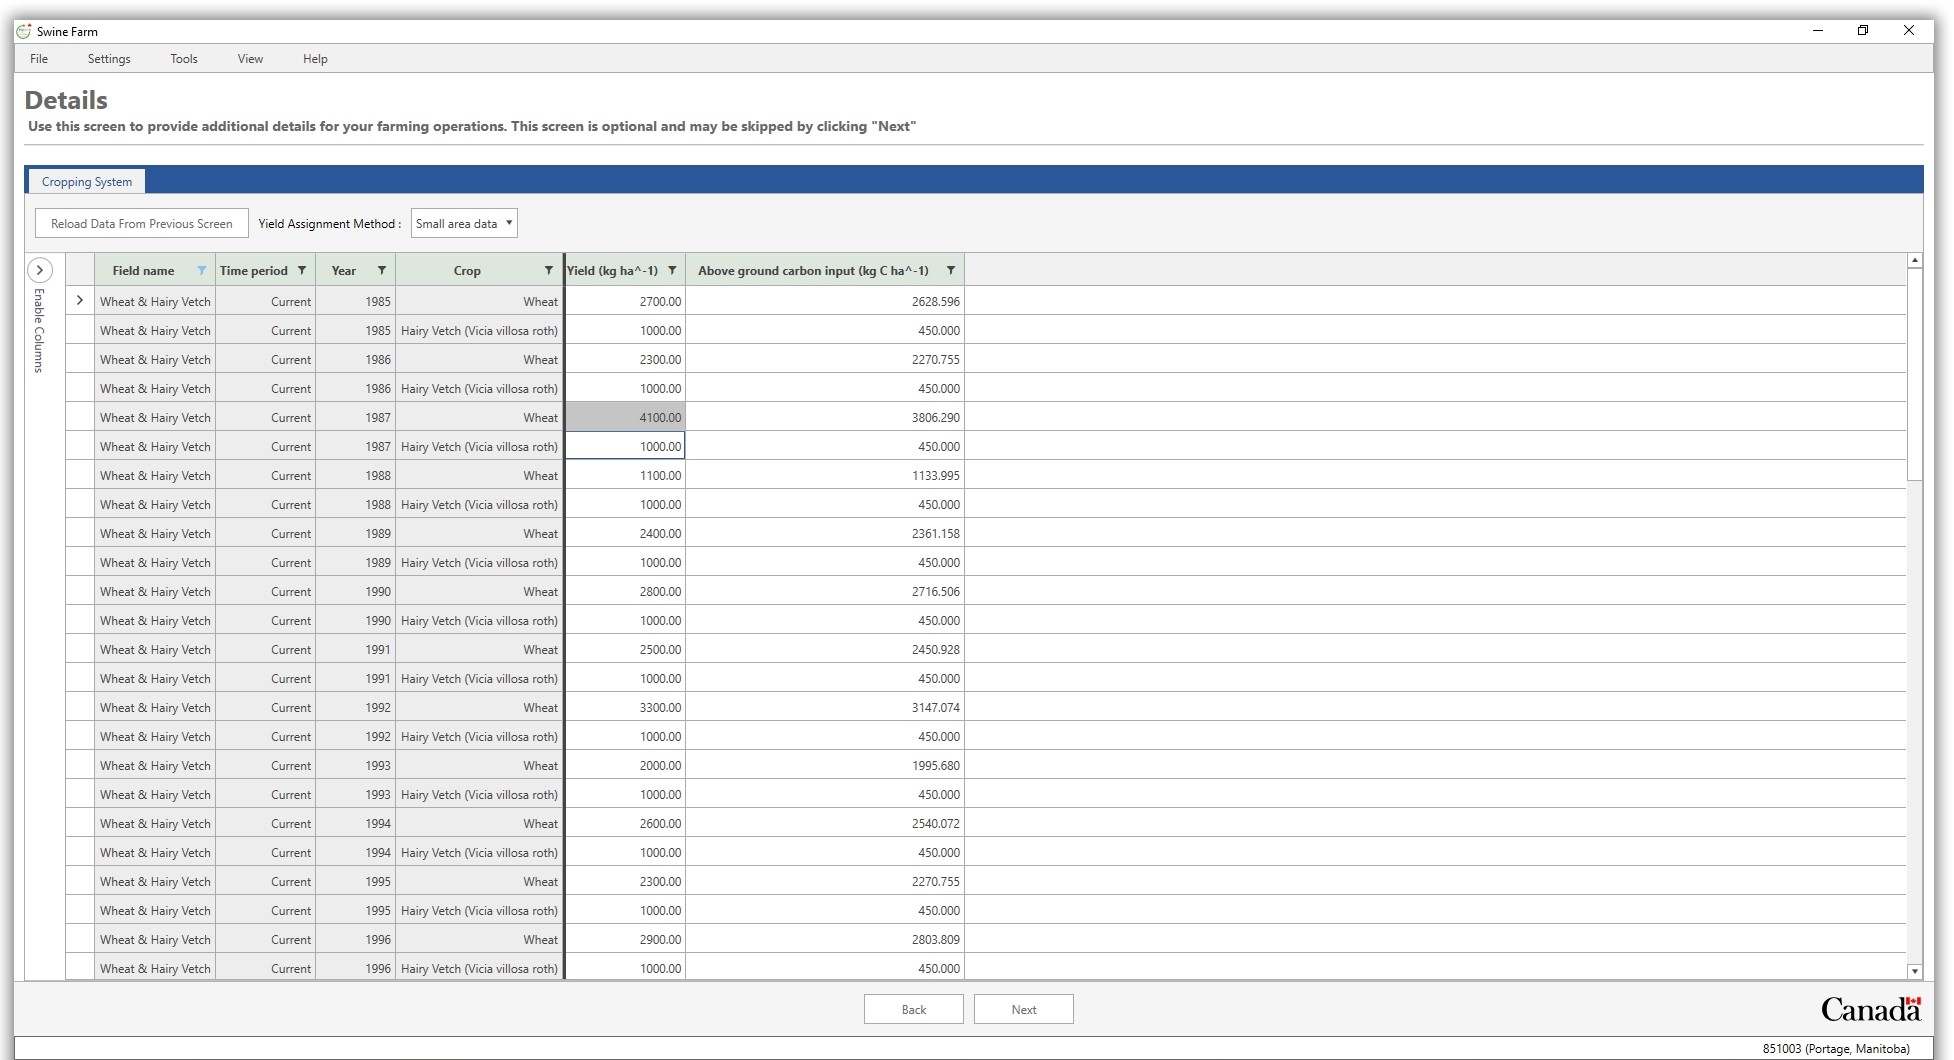 Swine Farm
File Settings Tools View Help
Details
Use this screen to provide additional details for your farming operations. This screen is optional and may be skipped by clicking "Next"
Cropping System
Reload Data From Previous Screen Yield Assignment Method : Small area data
Enable Columns
Field name Time period Year Crop Yield (kg ha^-1) Above ground carbon input (kg C ha^-1)
Wheat & Hairy Vetch Current 1985 Wheat 2700.00 2628.596
Wheat & Hairy Vetch Current 1985 Hairy Vetch (Vicia villosa roth) 1000.00 450.000
Wheat & Hairy Vetch Current 1986 Wheat 2300.00 2270.755
Wheat & Hairy Vetch Current 1986 Hairy Vetch (Vicia villosa roth) 1000.00 450.000
Wheat & Hairy Vetch Current 1987 Wheat 4100.00 3806.290
Wheat & Hairy Vetch Current 1987 Hairy Vetch (Vicia villosa roth) 1000.00 450.000
Wheat & Hairy Vetch Current 1988 Wheat 1100.00 1133.995
Wheat & Hairy Vetch Current 1988 Hairy Vetch (Vicia villosa roth) 1000.00 450.000
Wheat & Hairy Vetch Current 1989 Wheat 2400.00 2361.158
Wheat & Hairy Vetch Current 1989 Hairy Vetch (Vicia villosa roth) 1000.00 450.000
Wheat & Hairy Vetch Current 1990 Wheat 2800.00 2716.506
Wheat & Hairy Vetch Current 1990 Hairy Vetch (Vicia villosa roth) 1000.00 450.000
Wheat & Hairy Vetch Current 1991 Wheat 2500.00 2450.928
Wheat & Hairy Vetch Current 1991 Hairy Vetch (Vicia villosa roth) 1000.00 450.000
Wheat & Hairy Vetch Current 1992 Wheat 3300.00 3147.074
Wheat & Hairy Vetch Current 1992 Hairy Vetch (Vicia villosa roth) 1000.00 450.000
Wheat & Hairy Vetch Current 1993 Wheat 2000.00 1995.680
Wheat & Hairy Vetch Current 1993 Hairy Vetch (Vicia villosa roth) 1000.00 450.000
Wheat & Hairy Vetch Current 1994 Wheat 2600.00 2540.072
Wheat & Hairy Vetch Current 1994 Hairy Vetch (Vicia villosa roth) 1000.00 450.000
Wheat & Hairy Vetch Current 1995 Wheat 2300.00 2270.755
Wheat & Hairy Vetch Current 1995 Hairy Vetch (Vicia villosa roth) 1000.00 450.000
Wheat & Hairy Vetch Current 1996 Wheat 2900.00 2803.809
Wheat & Hairy Vetch Current 1996 Hairy Vetch (Vicia villosa roth) 1000.00 450.000
Back Next
Canada
851003 (Portage, Manitoba)